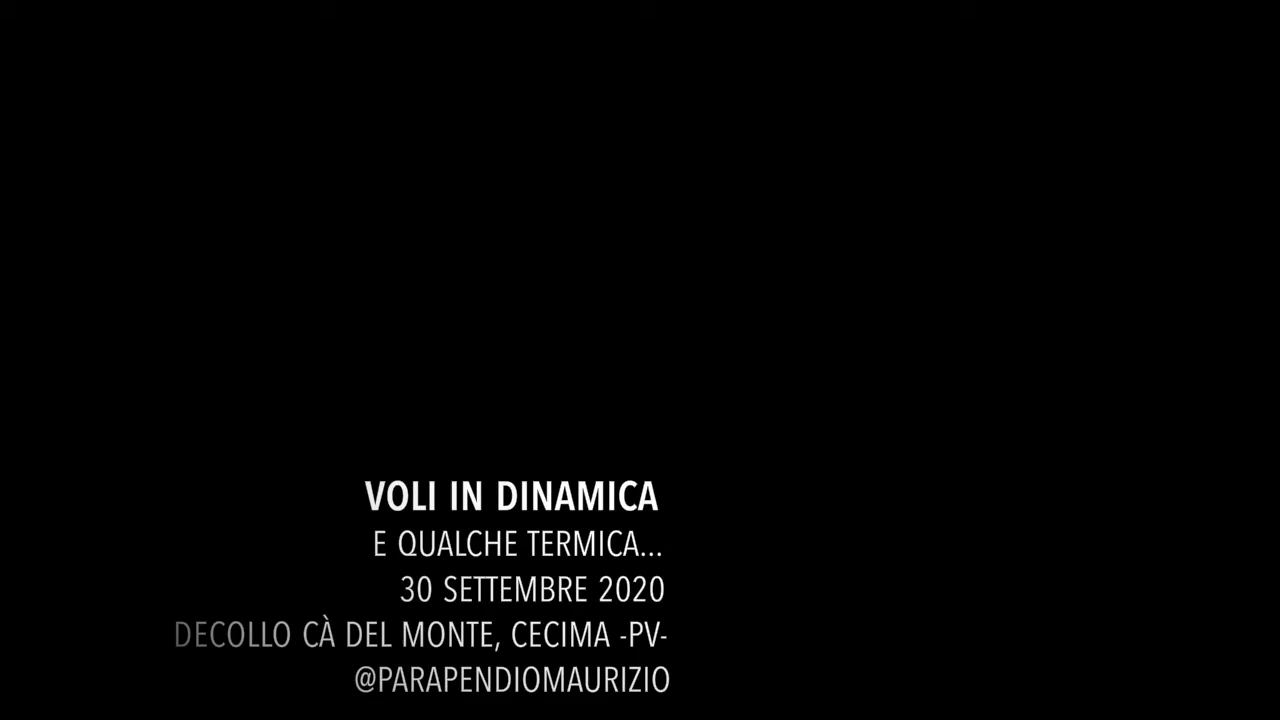 VOLI IN DINAMICA
E QUALCHE TERMICA...
30 SETTEMBRE 2020
DECOLLO CÀ DEL MONTE, CECIMA -PV-
@PARAPENDIOMAURIZIO